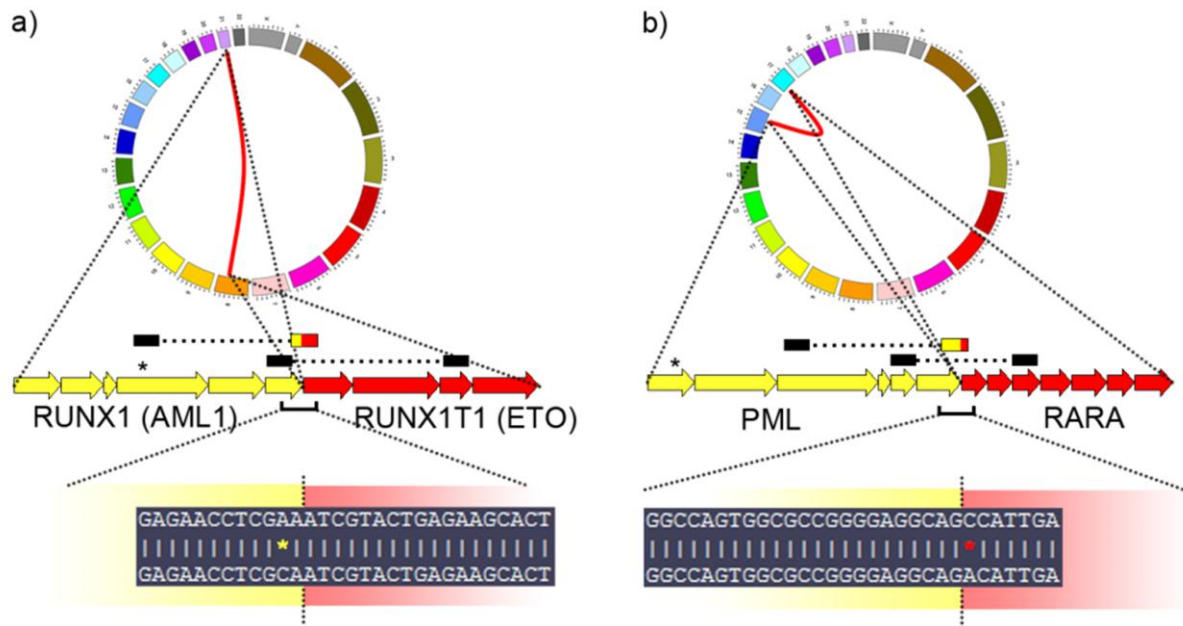 a)
b)
*
*
RUNX1 (AML1)
RUNX1T1 (ETO)
PML
RARA
GAGAACCTCGAAATCGTACTGAGAAGCACT
*
GAGAACCTCGCAATCGTACTGAGAAGCACT
GGCCAGTGGCGCCGGGGAGGCAGCCATTGA
*
GGCCAGTGGCGCCGGGGAGGCAGACATTGA